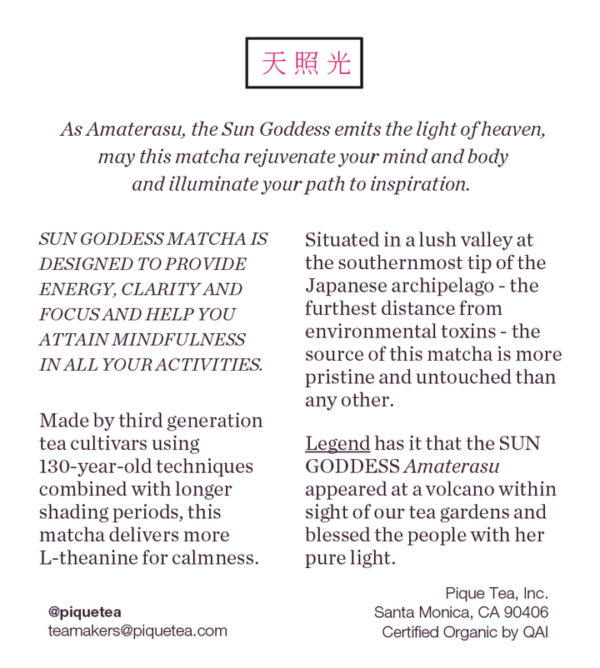 天照光
As Amaterasu, the Sun Goddess emits the light of heaven,
may this matcha rejuvenate your mind and body
and illuminate your path to inspiration.
SUN GODDESS MATCHA IS
DESIGNED TO PROVIDE
ENERGY, CLARITY AND
FOCUS AND HELP YOU
ATTAIN MINDFULNESS
IN ALL YOUR ACTIVITIES.
Made by third generation
tea cultivars using
130-year-old techniques
combined with longer
shading periods, this
matcha delivers more
L-theanine for calmness.
Situated in a lush valley at
the southernmost tip of the
Japanese archipelago - the
furthest distance from
environmental toxins - the
source of this matcha is more
pristine and untouched than
any other.
Legend has it that the SUN
GODDESS Amaterasu
appeared at a volcano within
sight of our tea gardens and
blessed the people with her
pure light.
@piquetea
teamakers@piquetea.com
Pique Tea, Inc.
Santa Monica, CA 90406
Certified Organic by QAI